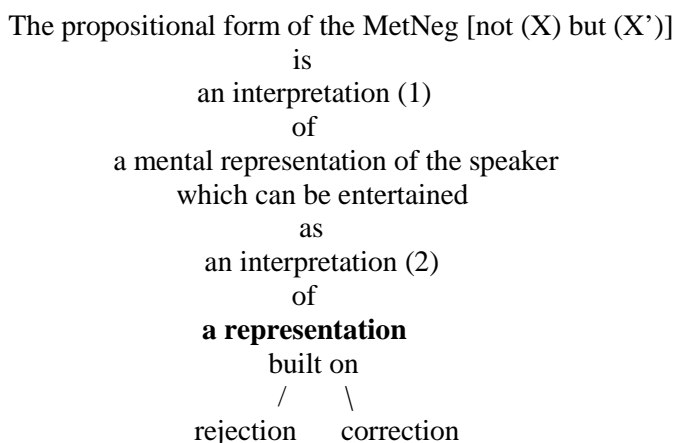 The propositional form of the MetNeg [not (X) but (X’)]
is
an interpretation (1)
of
a mental representation of the speaker
which can be entertained
as
an interpretation (2)
of
a representation
built on
/ \
rejection correction